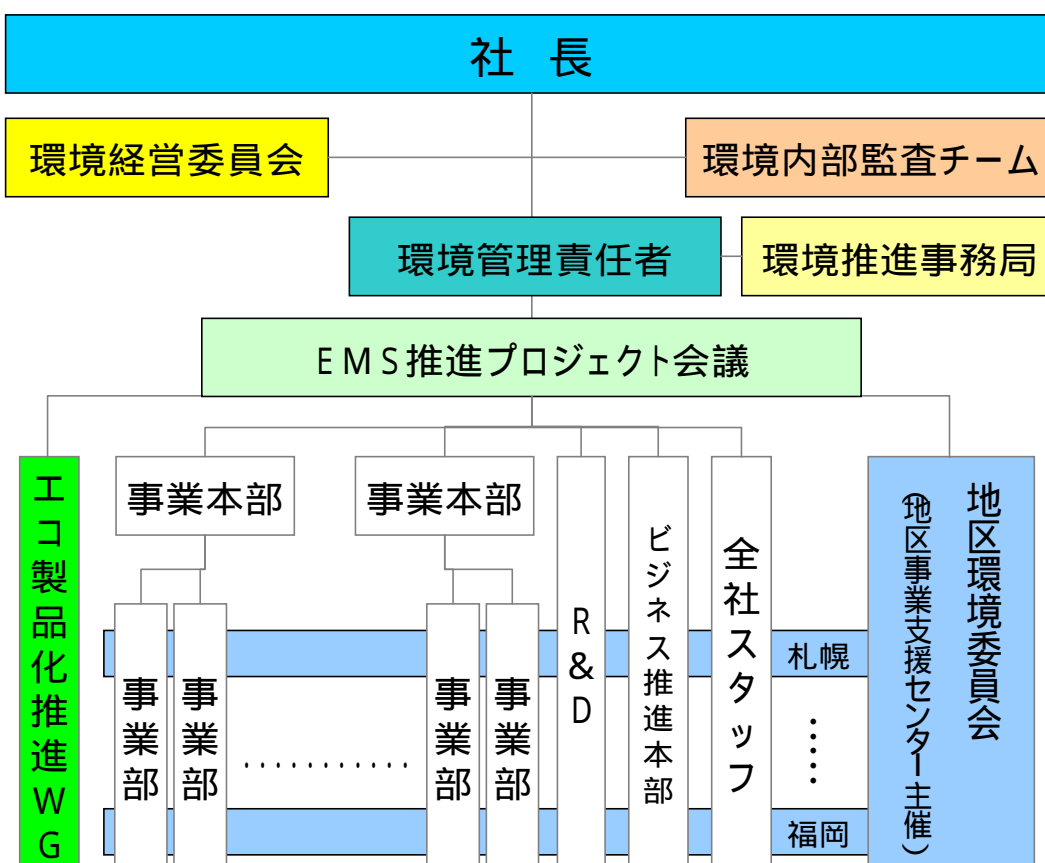 社 長
環境経営委員会
環境内部監査チーム
環境管理責任者
環境推進事務局
EMS推進プロジェクト会議
エコ製品化推進WG
事業本部
事業本部
事業部
事業部
...........
事業部
事業部
R&D
ビジネス推進本部
全社スタッフ
札幌
・・・・
福岡
地区環境委員会
(地区事業支援センター主催)